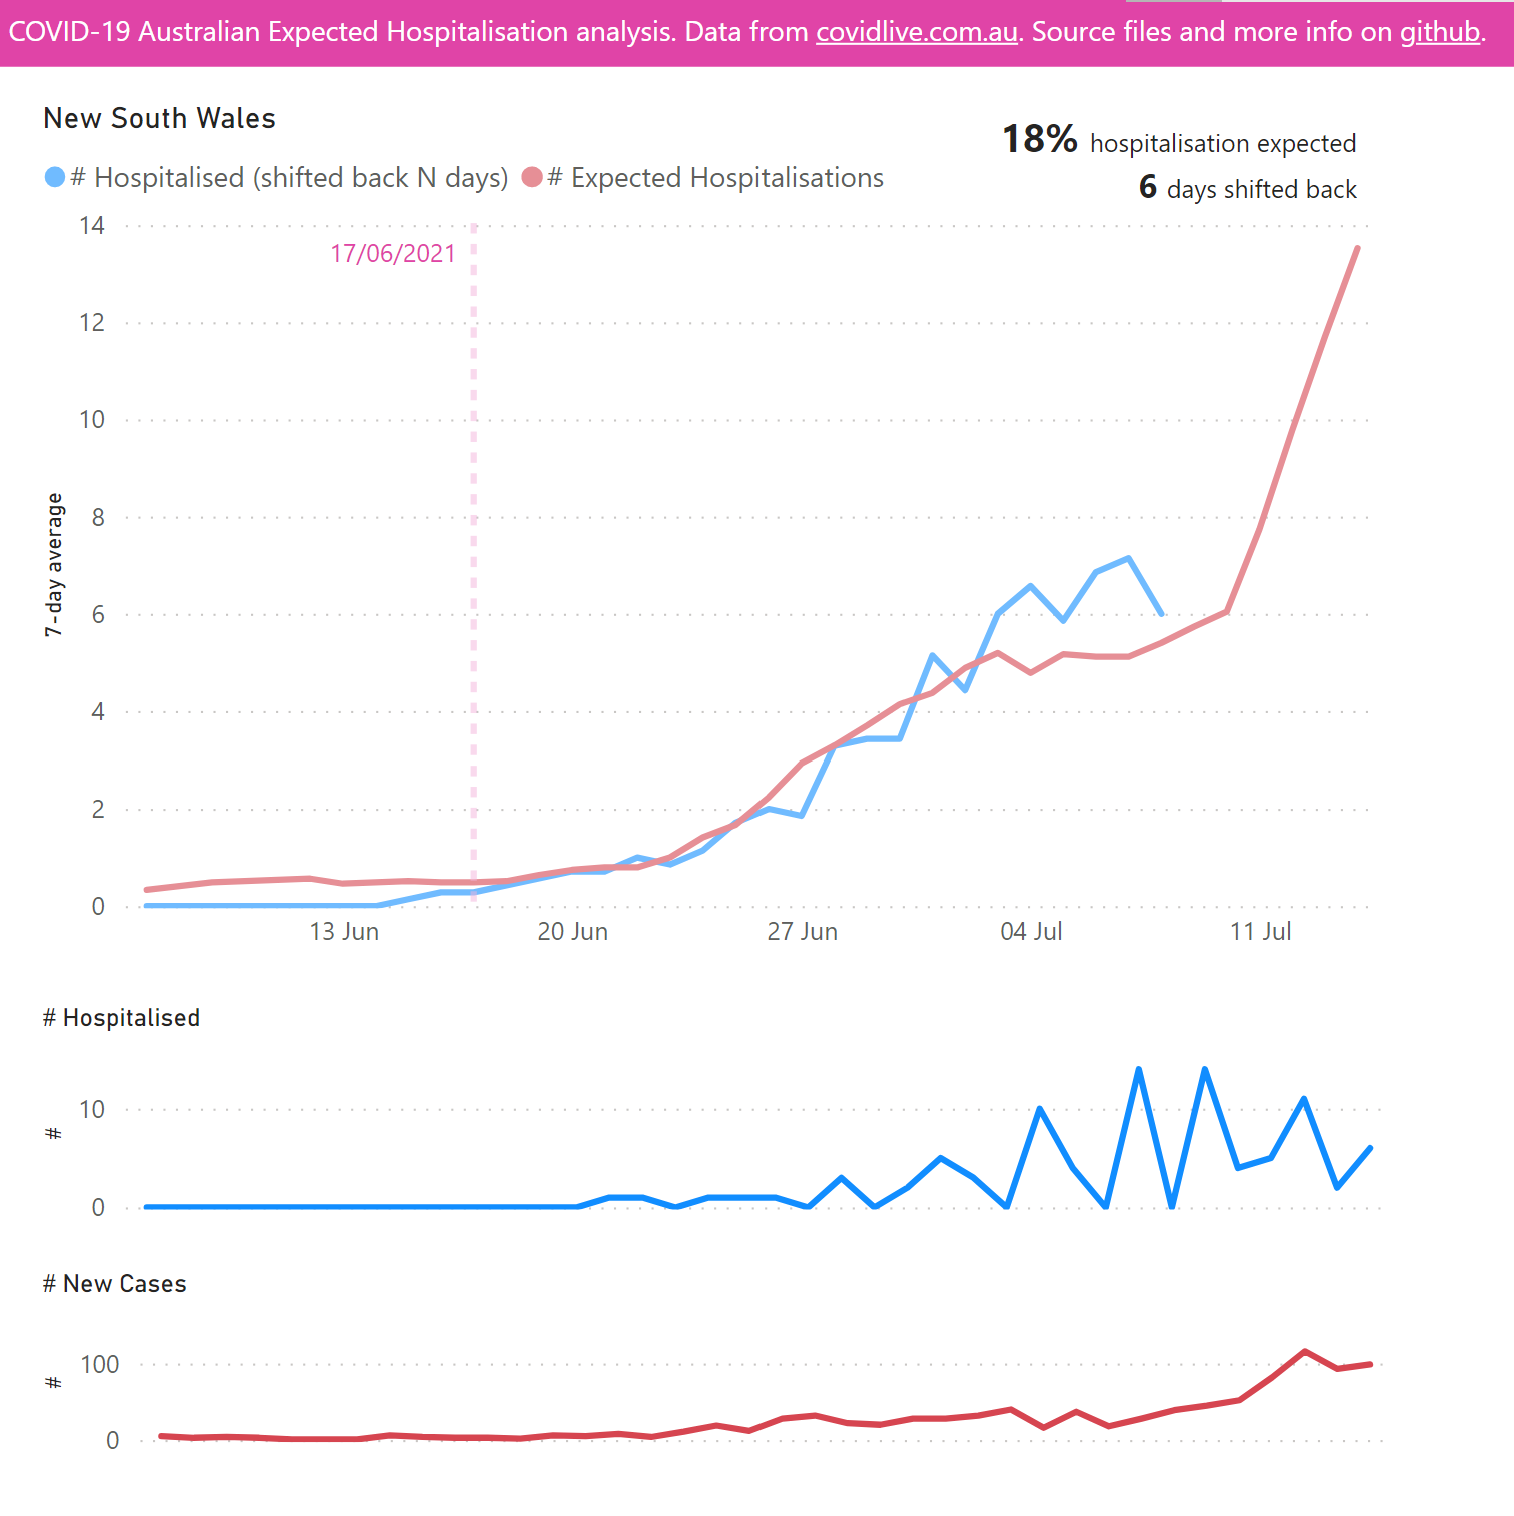 COVID-19 Australian Expected Hospitalisation analysis. Data from covidlive.com.au. Source files and more info on github.
New South Wales
# Hospitalised (shifted back N days) # Expected Hospitalisations
18% hospitalisation expected
6 days shifted back
17/06/2021
14
12
10
8
6
4
2
0
7-day average
13 Jun 20 Jun 27 Jun 04 Jul 11 Jul
# Hospitalised
10
0
#
# New Cases
100
0
#